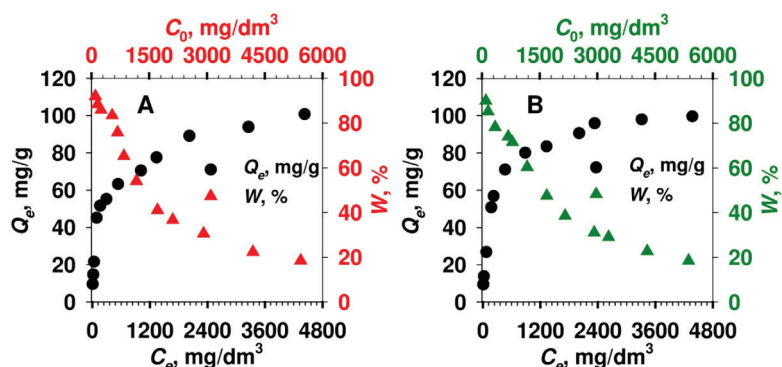 C₀, mg/dm³
0 1500 3000 4500 6000
A
120 100 80 60 40 20 0
Qₑ, mg/g
Qₑ, mg/g
W, %
100 80 60 40 20 0
W, %
0 1200 2400 3600 4800
Cₑ, mg/dm³
C₀, mg/dm³
0 1500 3000 4500 6000
B
120 100 80 60 40 20 0
Qₑ, mg/g
Qₑ, mg/g
W, %
100 80 60 40 20 0
W, %
0 1200 2400 3600 4800
Cₑ, mg/dm³